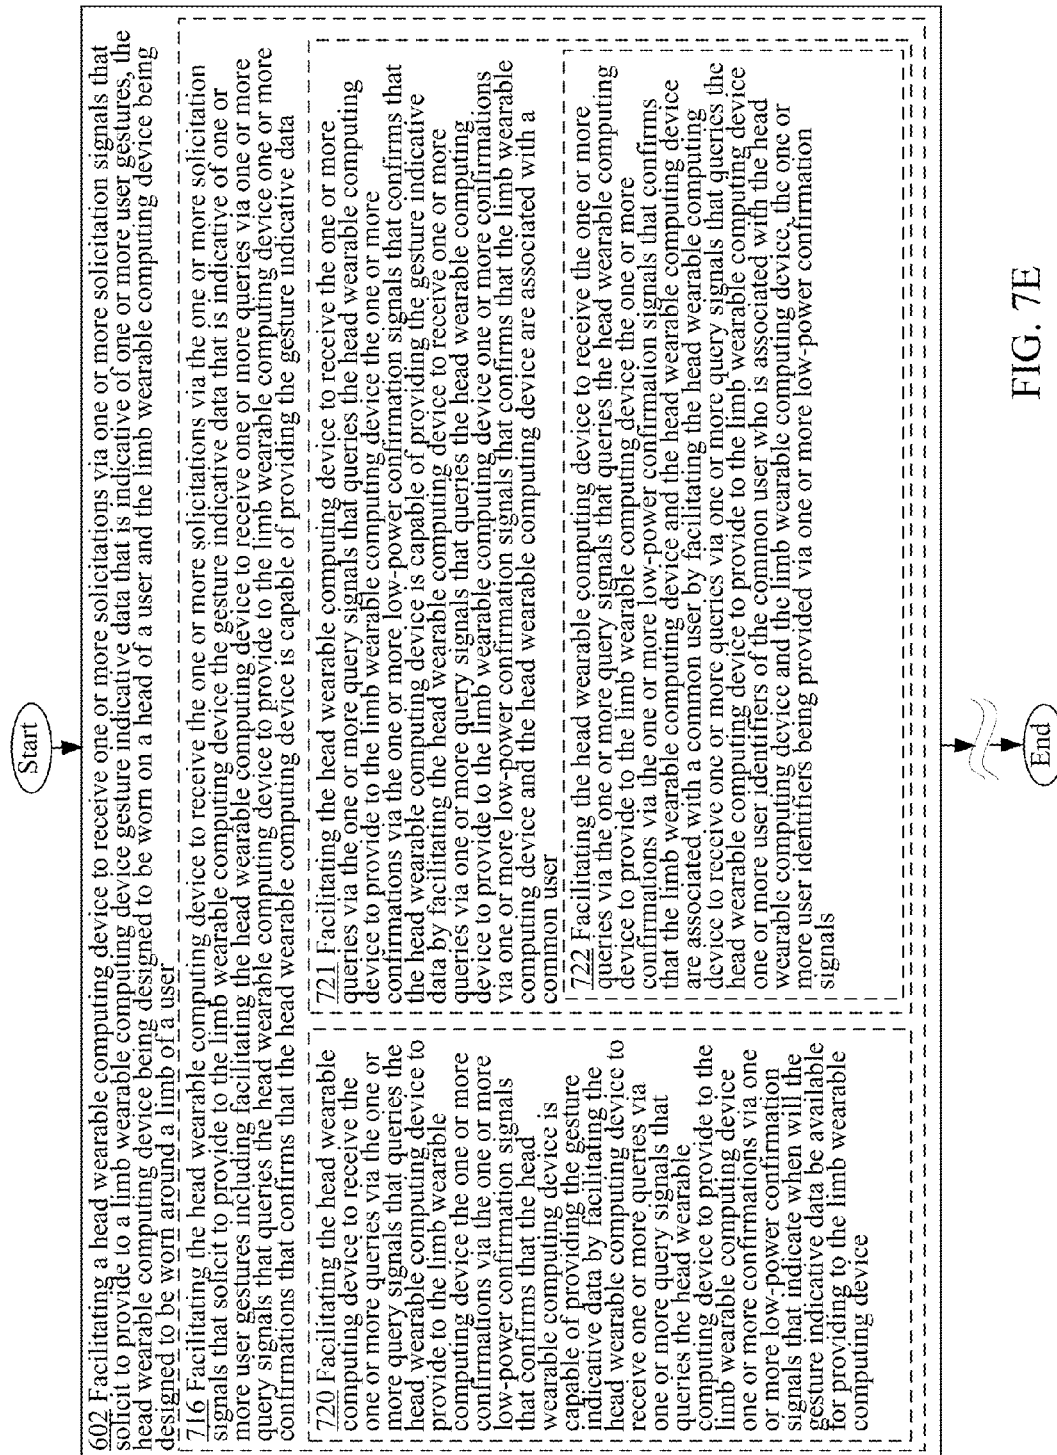 Start
602 Facilitating a head wearable computing device to receive one or more solicitations via one or more solicitation signals that
solicit to provide to a limb wearable computing device gesture indicative data that is indicative of one or more user gestures, the
head wearable computing device being designed to be worn on a head of a user and the limb wearable computing device being
designed to be worn around a limb of a user
716 Facilitating the head wearable computing device to receive the one or more solicitations via the one or more solicitation
signals that solicit to provide to the limb wearable computing device the gesture indicative data that is indicative of one or
more user gestures including facilitating the head wearable computing device to receive one or more queries via one or more
query signals that queries the head wearable computing device to provide to the limb wearable computing device one or more
confirmations that confirms that the head wearable computing device is capable of providing the gesture indicative data
720 Facilitating the head wearable
computing device to receive the
one or more queries via the one or
more query signals that queries the
head wearable computing device to
provide to the limb wearable
computing device the one or more
confirmations via the one or more
low-power confirmation signals
that confirms that the head
wearable computing device is
capable of providing the gesture
indicative data by facilitating the
head wearable computing device to
receive one or more queries via
one or more query signals that
queries the head wearable
computing device to provide to the
limb wearable computing device
one or more confirmations via one
or more low-power confirmation
signals that indicate when will the
gesture indicative data be available
for providing to the limb wearable
computing device
721 Facilitating the head wearable computing device to receive the one or more
queries via the one or more query signals that queries the head wearable computing
device to provide to the limb wearable computing device the one or more
confirmations via the one or more low-power confirmation signals that confirms that
the head wearable computing device is capable of providing the gesture indicative
data by facilitating the head wearable computing device to receive one or more
queries via one or more query signals that queries the head wearable computing
device to provide to the limb wearable computing device one or more confirmations
via one or more low-power confirmation signals that confirms that the limb wearable
computing device and the head wearable computing device are associated with a
common user
722 Facilitating the head wearable computing device to receive the one or more
queries via the one or more query signals that queries the head wearable computing
device to provide to the limb wearable computing device the one or more
confirmations via the one or more low-power confirmation signals that confirms
that the limb wearable computing device and the head wearable computing device
are associated with a common user by facilitating the head wearable computing
device to receive one or more queries via one or more query signals that queries the
head wearable computing device to provide to the limb wearable computing device
one or more user identifiers of the common user who is associated with the head
wearable computing device and the limb wearable computing device, the one or
more user identifiers being provided via one or more low-power confirmation
signals
End
FIG. 7E